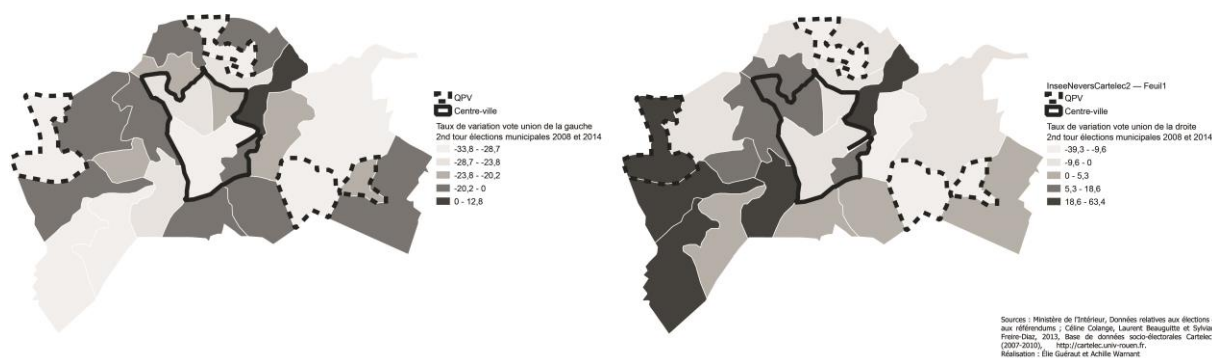 QPV
Centre-ville
Taux de variation vote union de la gauche
2nd tour élections municipales 2008 et 2014
-33,8 - -28,7
-28,7 - -23,8
-23,8 - -20,2
-20,2 - 0
0 - 12,8
InseeNeversCartelec2 — Feuil1
QPV
Centre-ville
Taux de variation vote union de la droite
2nd tour élections municipales 2008 et 2014
-39,3 - -9,6
-9,6 - 0
0 - 5,3
5,3 - 18,6
18,6 - 63,4
Sources : Ministère de l'Intérieur, Données relatives aux élections
aux référendums ; Céline Colange, Laurent Beauguitte et Sylvia
Freire-Diaz, 2013, Base de données socio-électorales Cartelec
(2007-2010), http://cartelec.univ-rouen.fr.
Réalisation : Élie Guéraut et Achille Warnant